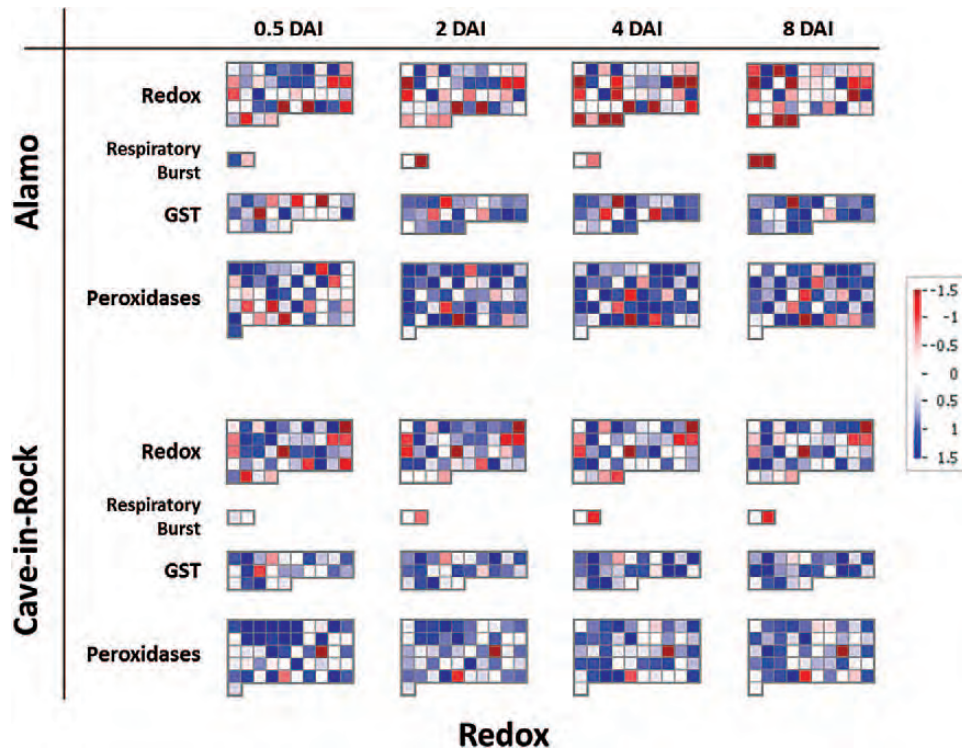 0.5 DAI 2 DAI 4 DAI 8 DAI
Alamo
Redox
Respiratory
Burst
GST
Peroxidases
-1.5
-1
-0.5
0
0.5
1
1.5
Cave-in-Rock
Redox
Respiratory
Burst
GST
Peroxidases
Redox